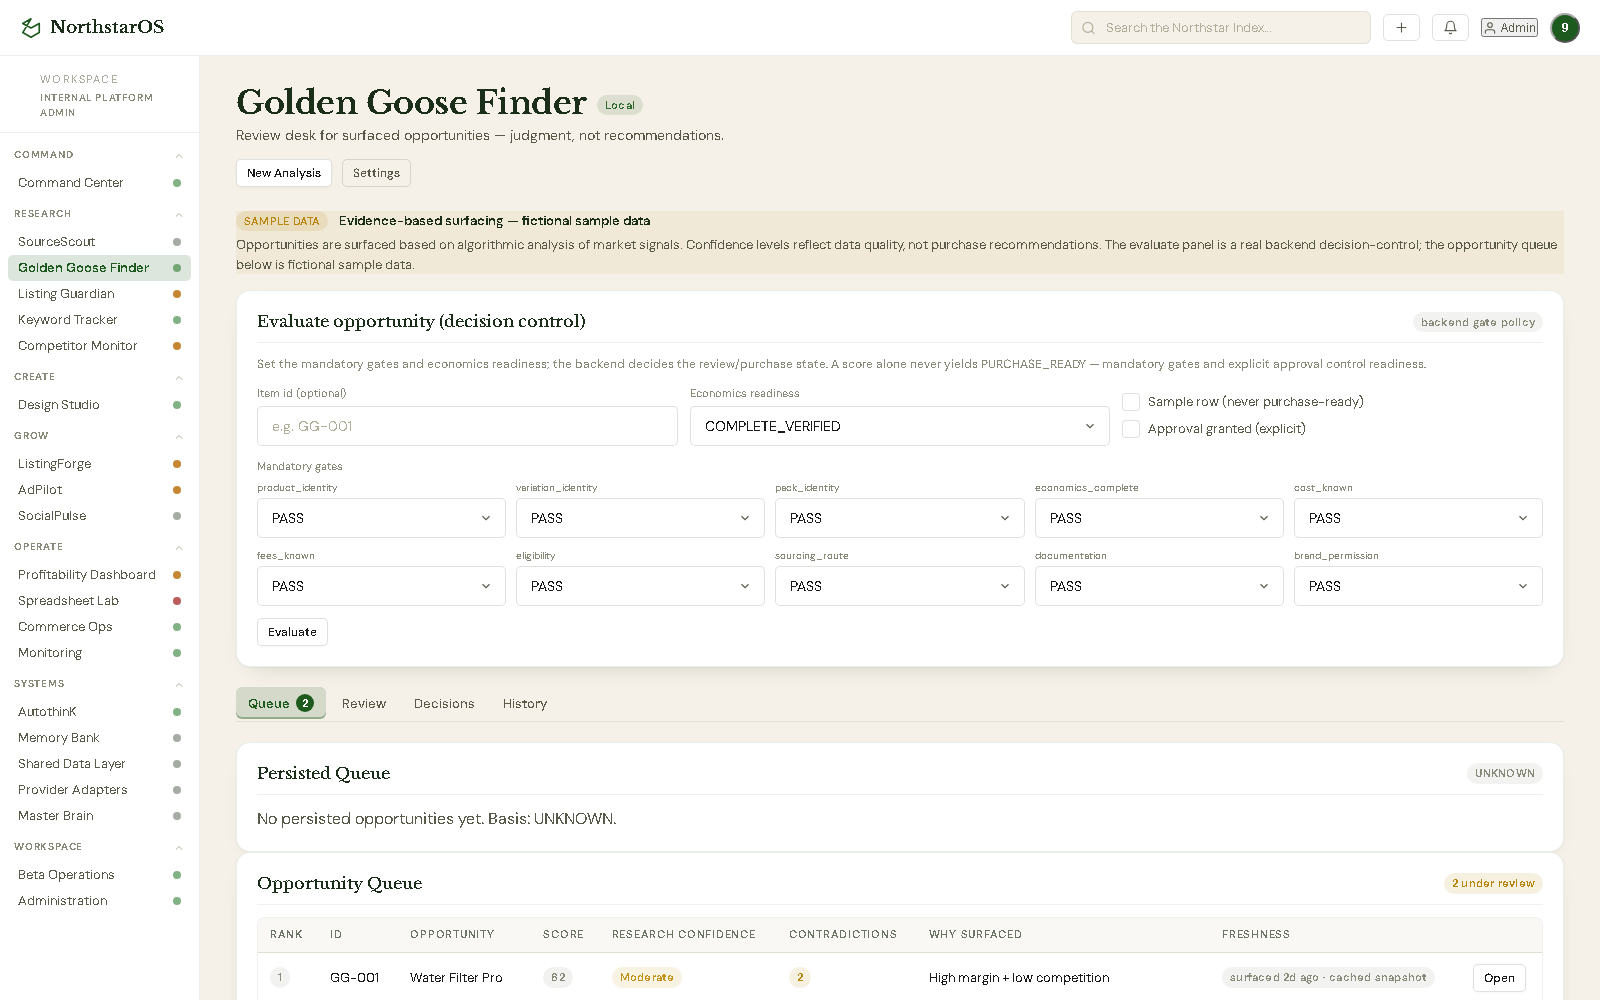 NorthstarOS
Search the Northstar Index...
Admin
9
WORKSPACE
INTERNAL PLATFORM
ADMIN
COMMAND
Command Center
RESEARCH
SourceScout
Golden Goose Finder
Listing Guardian
Keyword Tracker
Competitor Monitor
CREATE
Design Studio
GROW
ListingForge
AdPilot
SocialPulse
OPERATE
Profitability Dashboard
Spreadsheet Lab
Commerce Ops
Monitoring
SYSTEMS
AutothinK
Memory Bank
Shared Data Layer
Provider Adapters
Master Brain
WORKSPACE
Beta Operations
Administration
Golden Goose Finder Local
Review desk for surfaced opportunities — judgment, not recommendations.
New Analysis Settings
SAMPLE DATA Evidence-based surfacing — fictional sample data
Opportunities are surfaced based on algorithmic analysis of market signals. Confidence levels reflect data quality, not purchase recommendations. The evaluate panel is a real backend decision-control; the opportunity queue
below is fictional sample data.
Evaluate opportunity (decision control) backend gate policy
Set the mandatory gates and economics readiness; the backend decides the review/purchase state. A score alone never yields PURCHASE_READY — mandatory gates and explicit approval control readiness.
Item id (optional) Economics readiness
e.g. GG-001 COMPLETE_VERIFIED
Sample row (never purchase-ready)
Approval granted (explicit)
Mandatory gates
product_identity variation_identity pack_identity economics_complete cost_known
PASS PASS PASS PASS PASS
fees_known eligibility sourcing_route documentation brand_permission
PASS PASS PASS PASS PASS
Evaluate
Queue 2 Review Decisions History
Persisted Queue UNKNOWN
No persisted opportunities yet. Basis: UNKNOWN.
Opportunity Queue 2 under review
RANK ID OPPORTUNITY SCORE RESEARCH CONFIDENCE CONTRADICTIONS WHY SURFACED FRESHNESS
1 GG-001 Water Filter Pro 82 Moderate 2 High margin + low competition surfaced 2d ago · cached snapshot Open